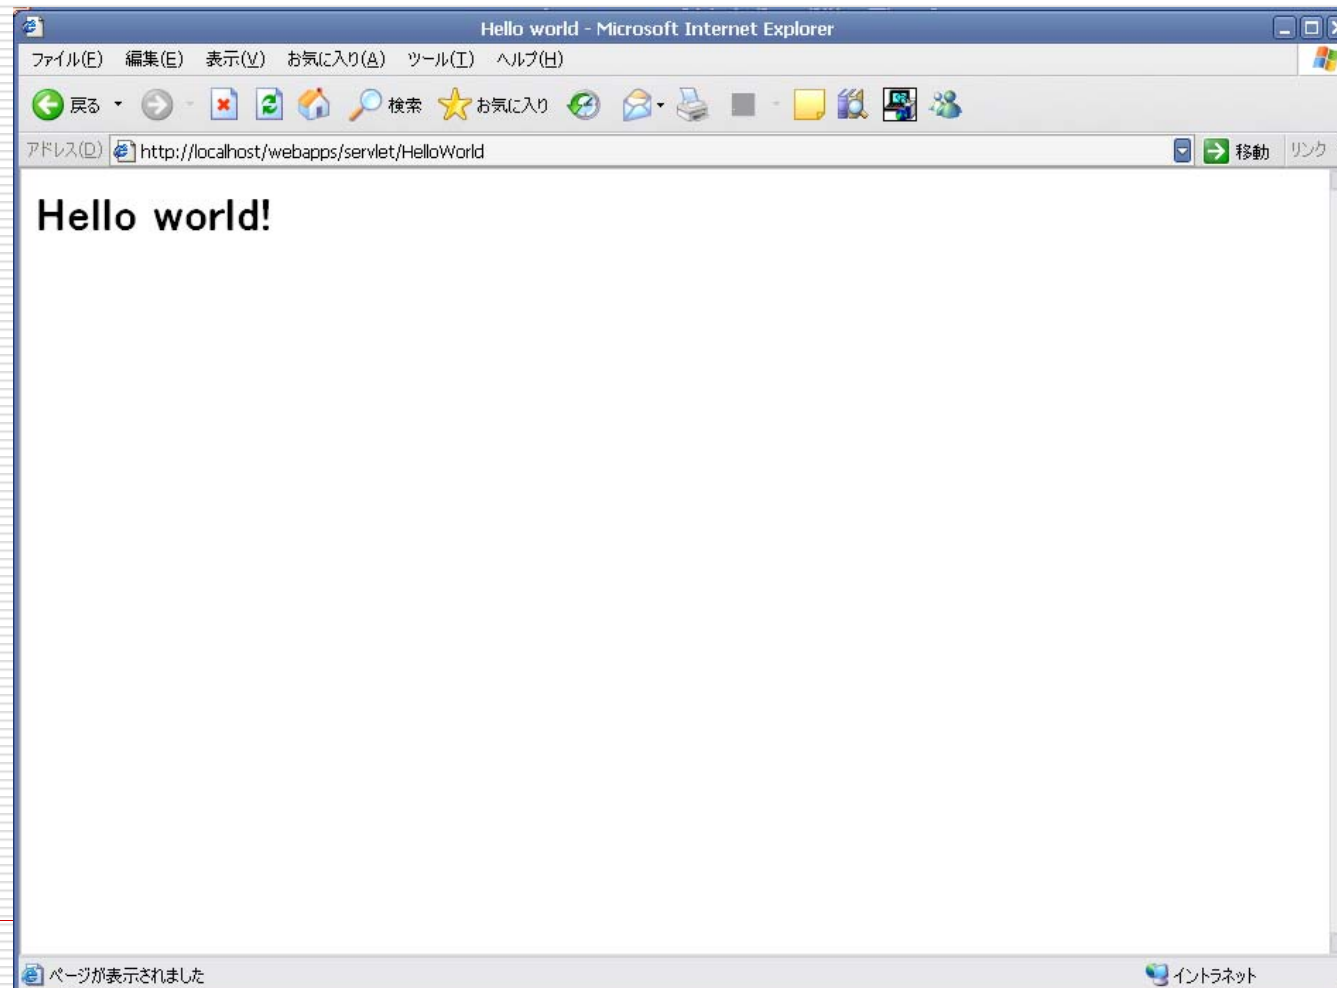 Hello world - Microsoft Internet Explorer
ファイル(F) 編集(E) 表示(V) お気に入り(A) ツール(T) ヘルプ(H)
戻る 検索 お気に入り
アドレス(D) http://localhost/webapps/servlet/HelloWorld 移動 リンク
Hello world!
ページが表示されました イントラネット